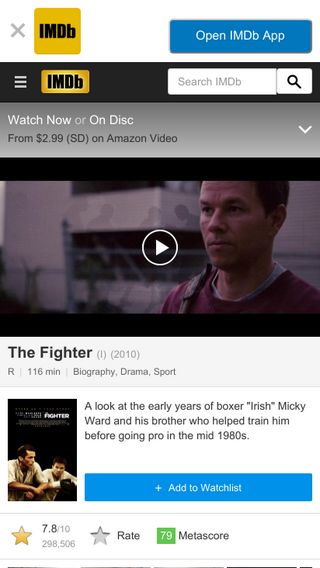 IMDb
Open IMDb App
IMDb
Search IMDb
Watch Now or On Disc
From $2.99 (SD) on Amazon Video
The Fighter (I) (2010)
R | 116 min | Biography, Drama, Sport
FIGHTER
A look at the early years of boxer "Irish" Micky
Ward and his brother who helped train him
before going pro in the mid 1980s.
+ Add to Watchlist
7.8/10
298,506
Rate
79 Metascore